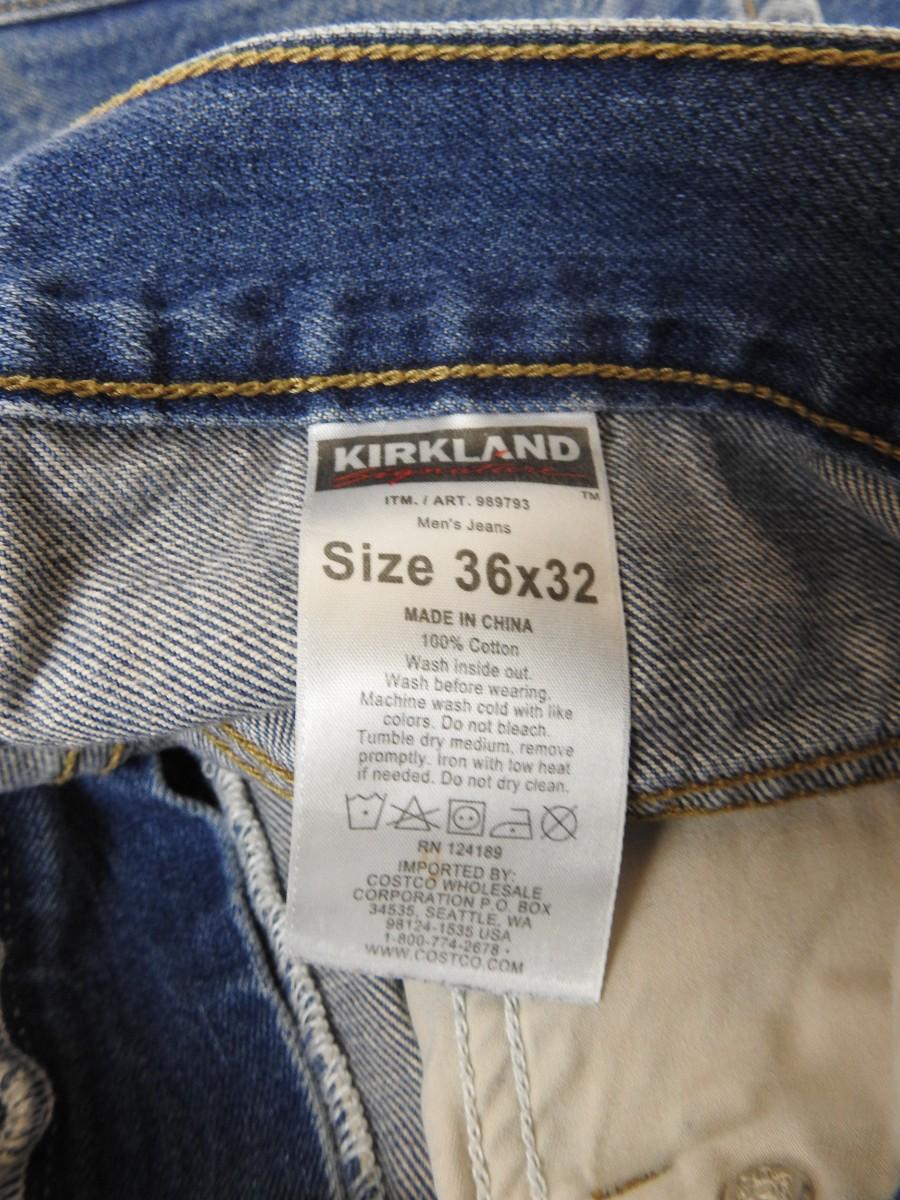 KIRKLAND
Signature
TM
ITM. / ART. 989793
Men's Jeans
Size 36x32
MADE IN CHINA
100% Cotton
Wash inside out.
Wash before wearing.
Machine wash cold with like
colors. Do not bleach.
Tumble dry medium, remove
promptly. Iron with low heat
if needed. Do not dry clean.
RN 124189
IMPORTED BY:
COSTCO WHOLESALE
CORPORATION P.O. BOX
34535, SEATTLE, WA
98124-1535 USA
1-800-774-2678 •
WWW.COSTCO.COM